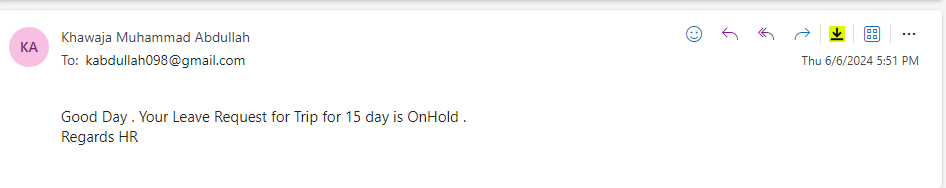 KA
Khawaja Muhammad Abdullah
To: kabdullah098@gmail.com
Thu 6/6/2024 5:51 PM
Good Day . Your Leave Request for Trip for 15 day is OnHold .
Regards HR